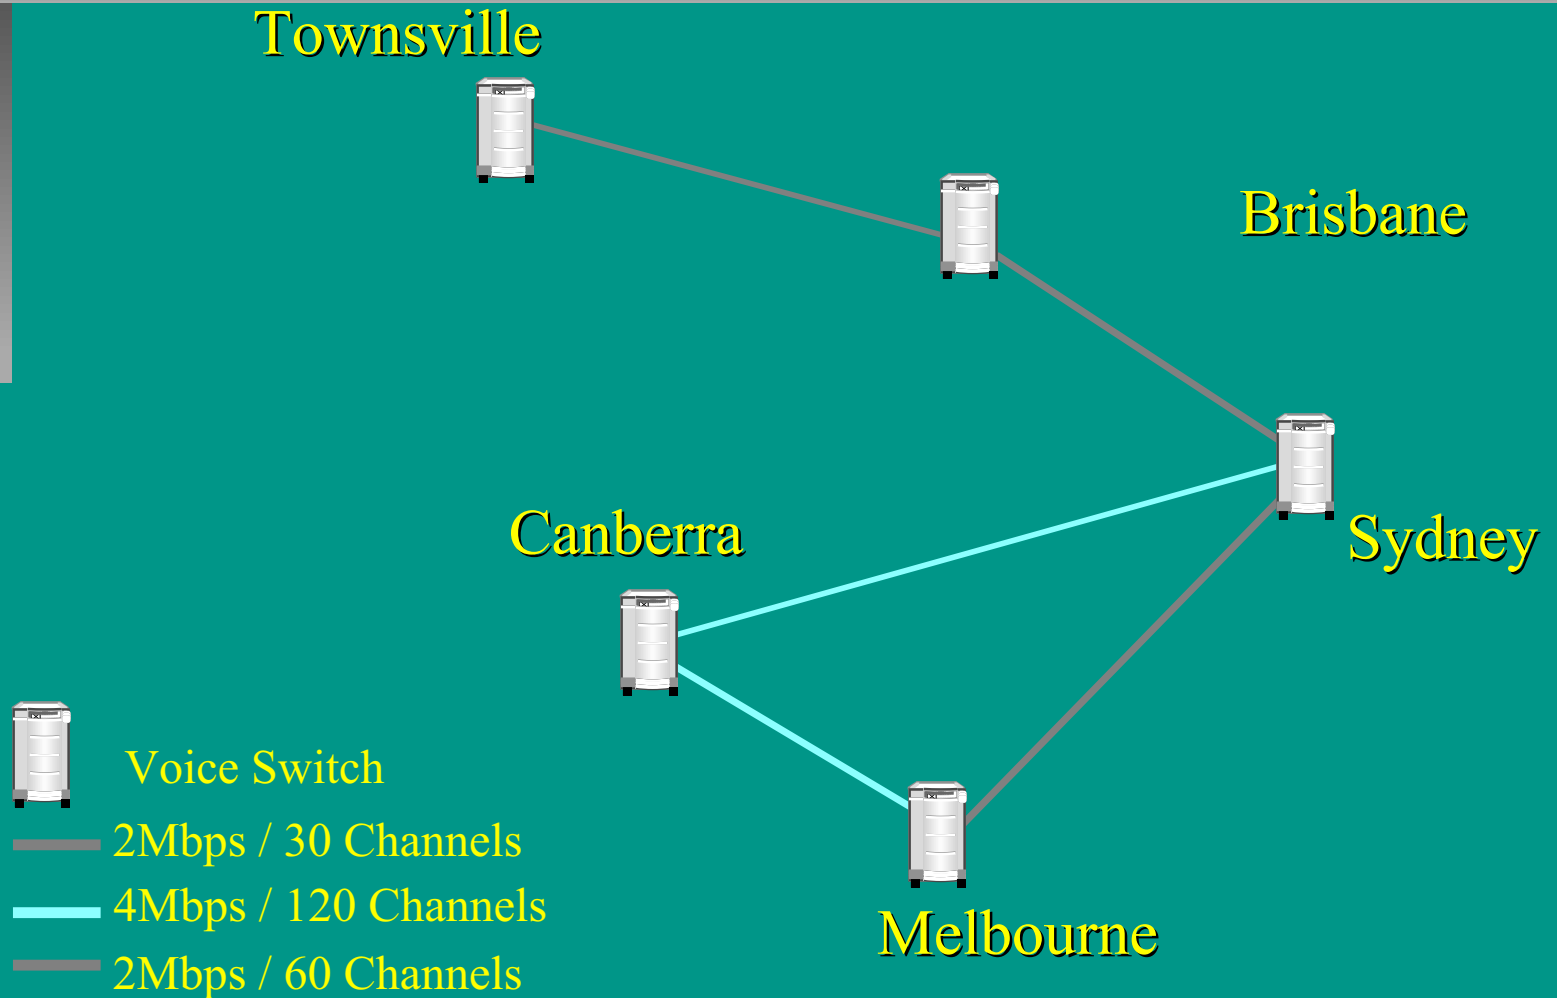 Townsville
Brisbane
Canberra
Sydney
Voice Switch
2Mbps / 30 Channels
4Mbps / 120 Channels
Melbourne
2Mbps / 60 Channels